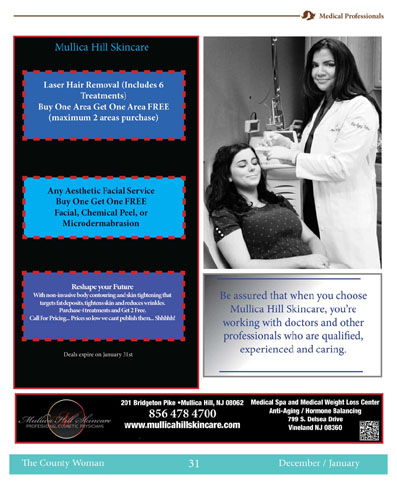 Medical Professionals
Mullica Hill Skincare
Laser Hair Removal (Includes 6
Treatments)
Buy One Area Get One Area FREE
(maximum 2 areas purchase)
Any Aesthetic Facial Service
Buy One Get One FREE
Facial, Chemical Peel, or
Microdermabrasion
Reshape your Future
With non-invasive body contouring and skin tightening that
targets fat deposits, tightens skin and reduces wrinkles.
Purchase 4 treatments and Get 2 Free.
Call For Pricing... Prices so low we cant publish them... Shhhhh!
Deals expire on January 31st
Be assured that when you choose
Mullica Hill Skincare, you're
working with doctors and other
professionals who are qualified,
experienced and caring.
Mullica Hill Skincare
PROFESSIONAL COSMETIC PHYSICIANS
201 Bridgeton Pike •Mullica Hill, NJ 08062
856 478 4700
www.mullicahillskincare.com
Medical Spa and Medical Weight Loss Center
Anti-Aging / Hormone Balancing
799 S. Delsea Drive
Vineland NJ 08360
The County Woman
31
December / January